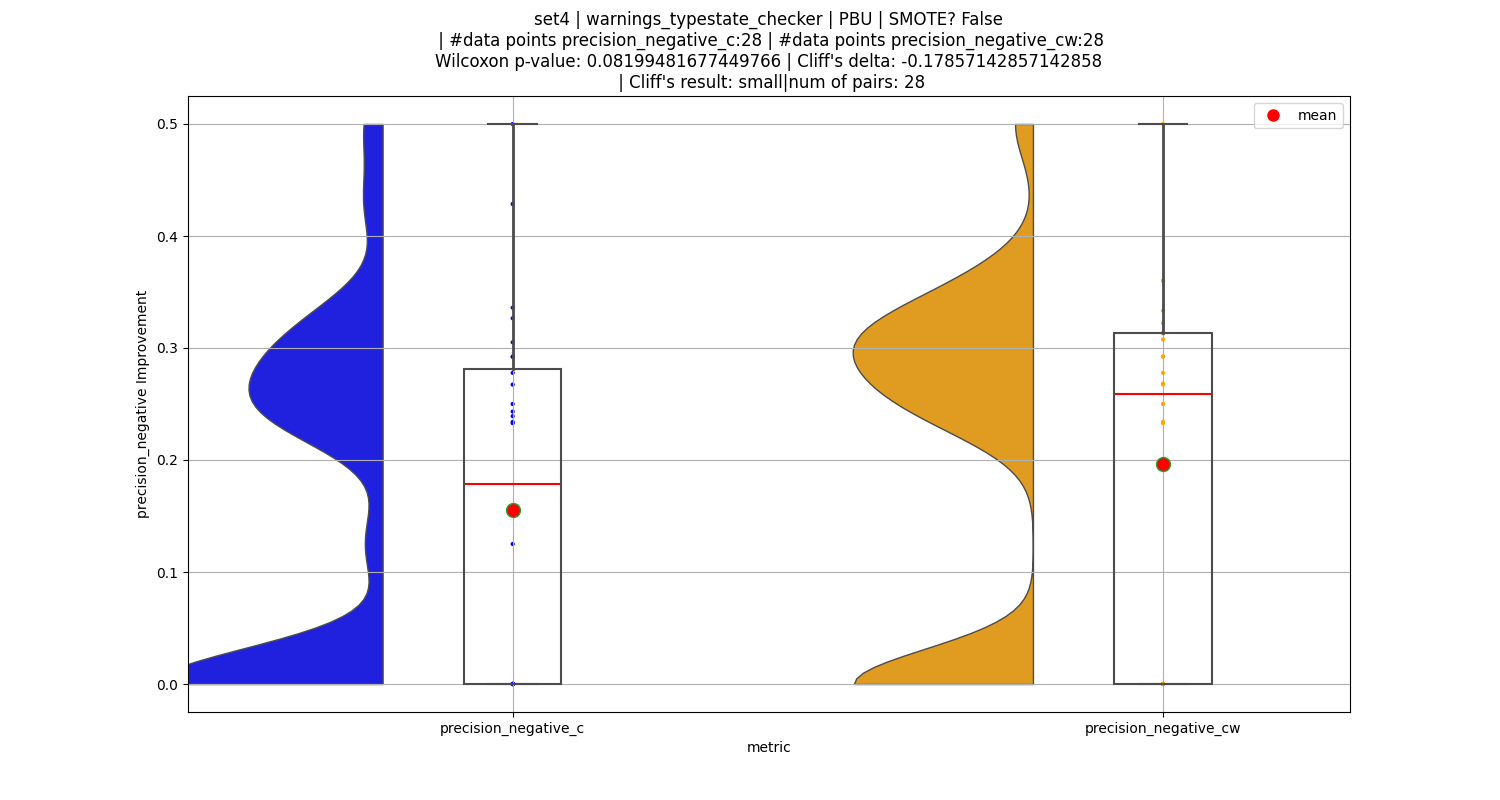 set4 | warnings_typestate_checker | PBU | SMOTE? False
| #data points precision_negative_c:28 | #data points precision_negative_cw:28
Wilcoxon p-value: 0.08199481677449766 | Cliff's delta: -0.17857142857142858
| Cliff's result: small|num of pairs: 28
mean
0.5
0.4
0.3
0.2
0.1
0.0
precision_negative Improvement
precision_negative_c
precision_negative_cw
metric